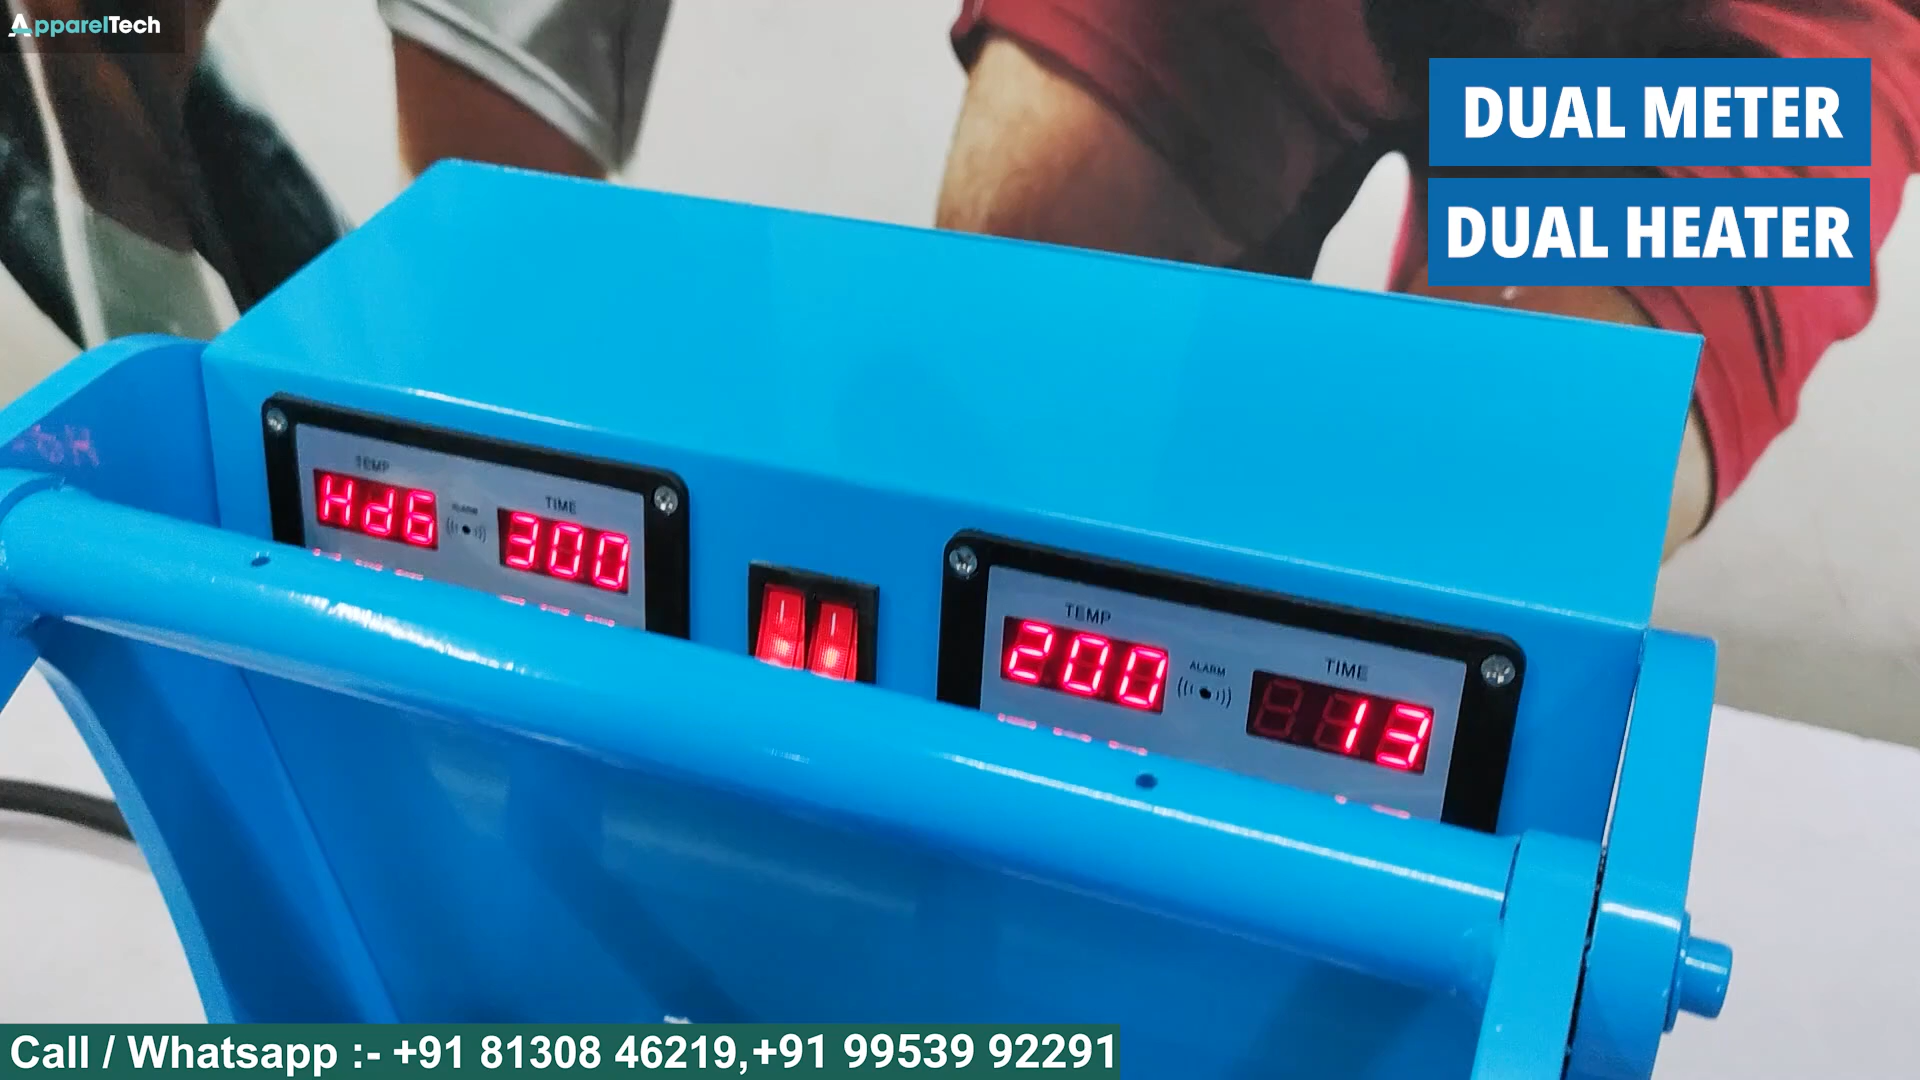 ApparelTech
DUAL METER
DUAL HEATER
TEMP
HdG
ALARM
TIME
300
TEMP
200
ALARM
TIME
13
Call / Whatsapp :- +91 81308 46219,+91 99539 92291